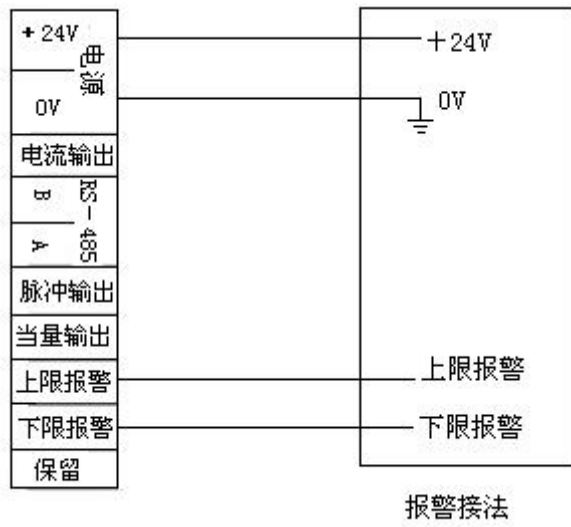 +24V
电源
0V
电流输出
B
RS-485
A
脉冲输出
当量输出
上限报警
下限报警
保留
+24V
0V
上限报警
下限报警
报警接法